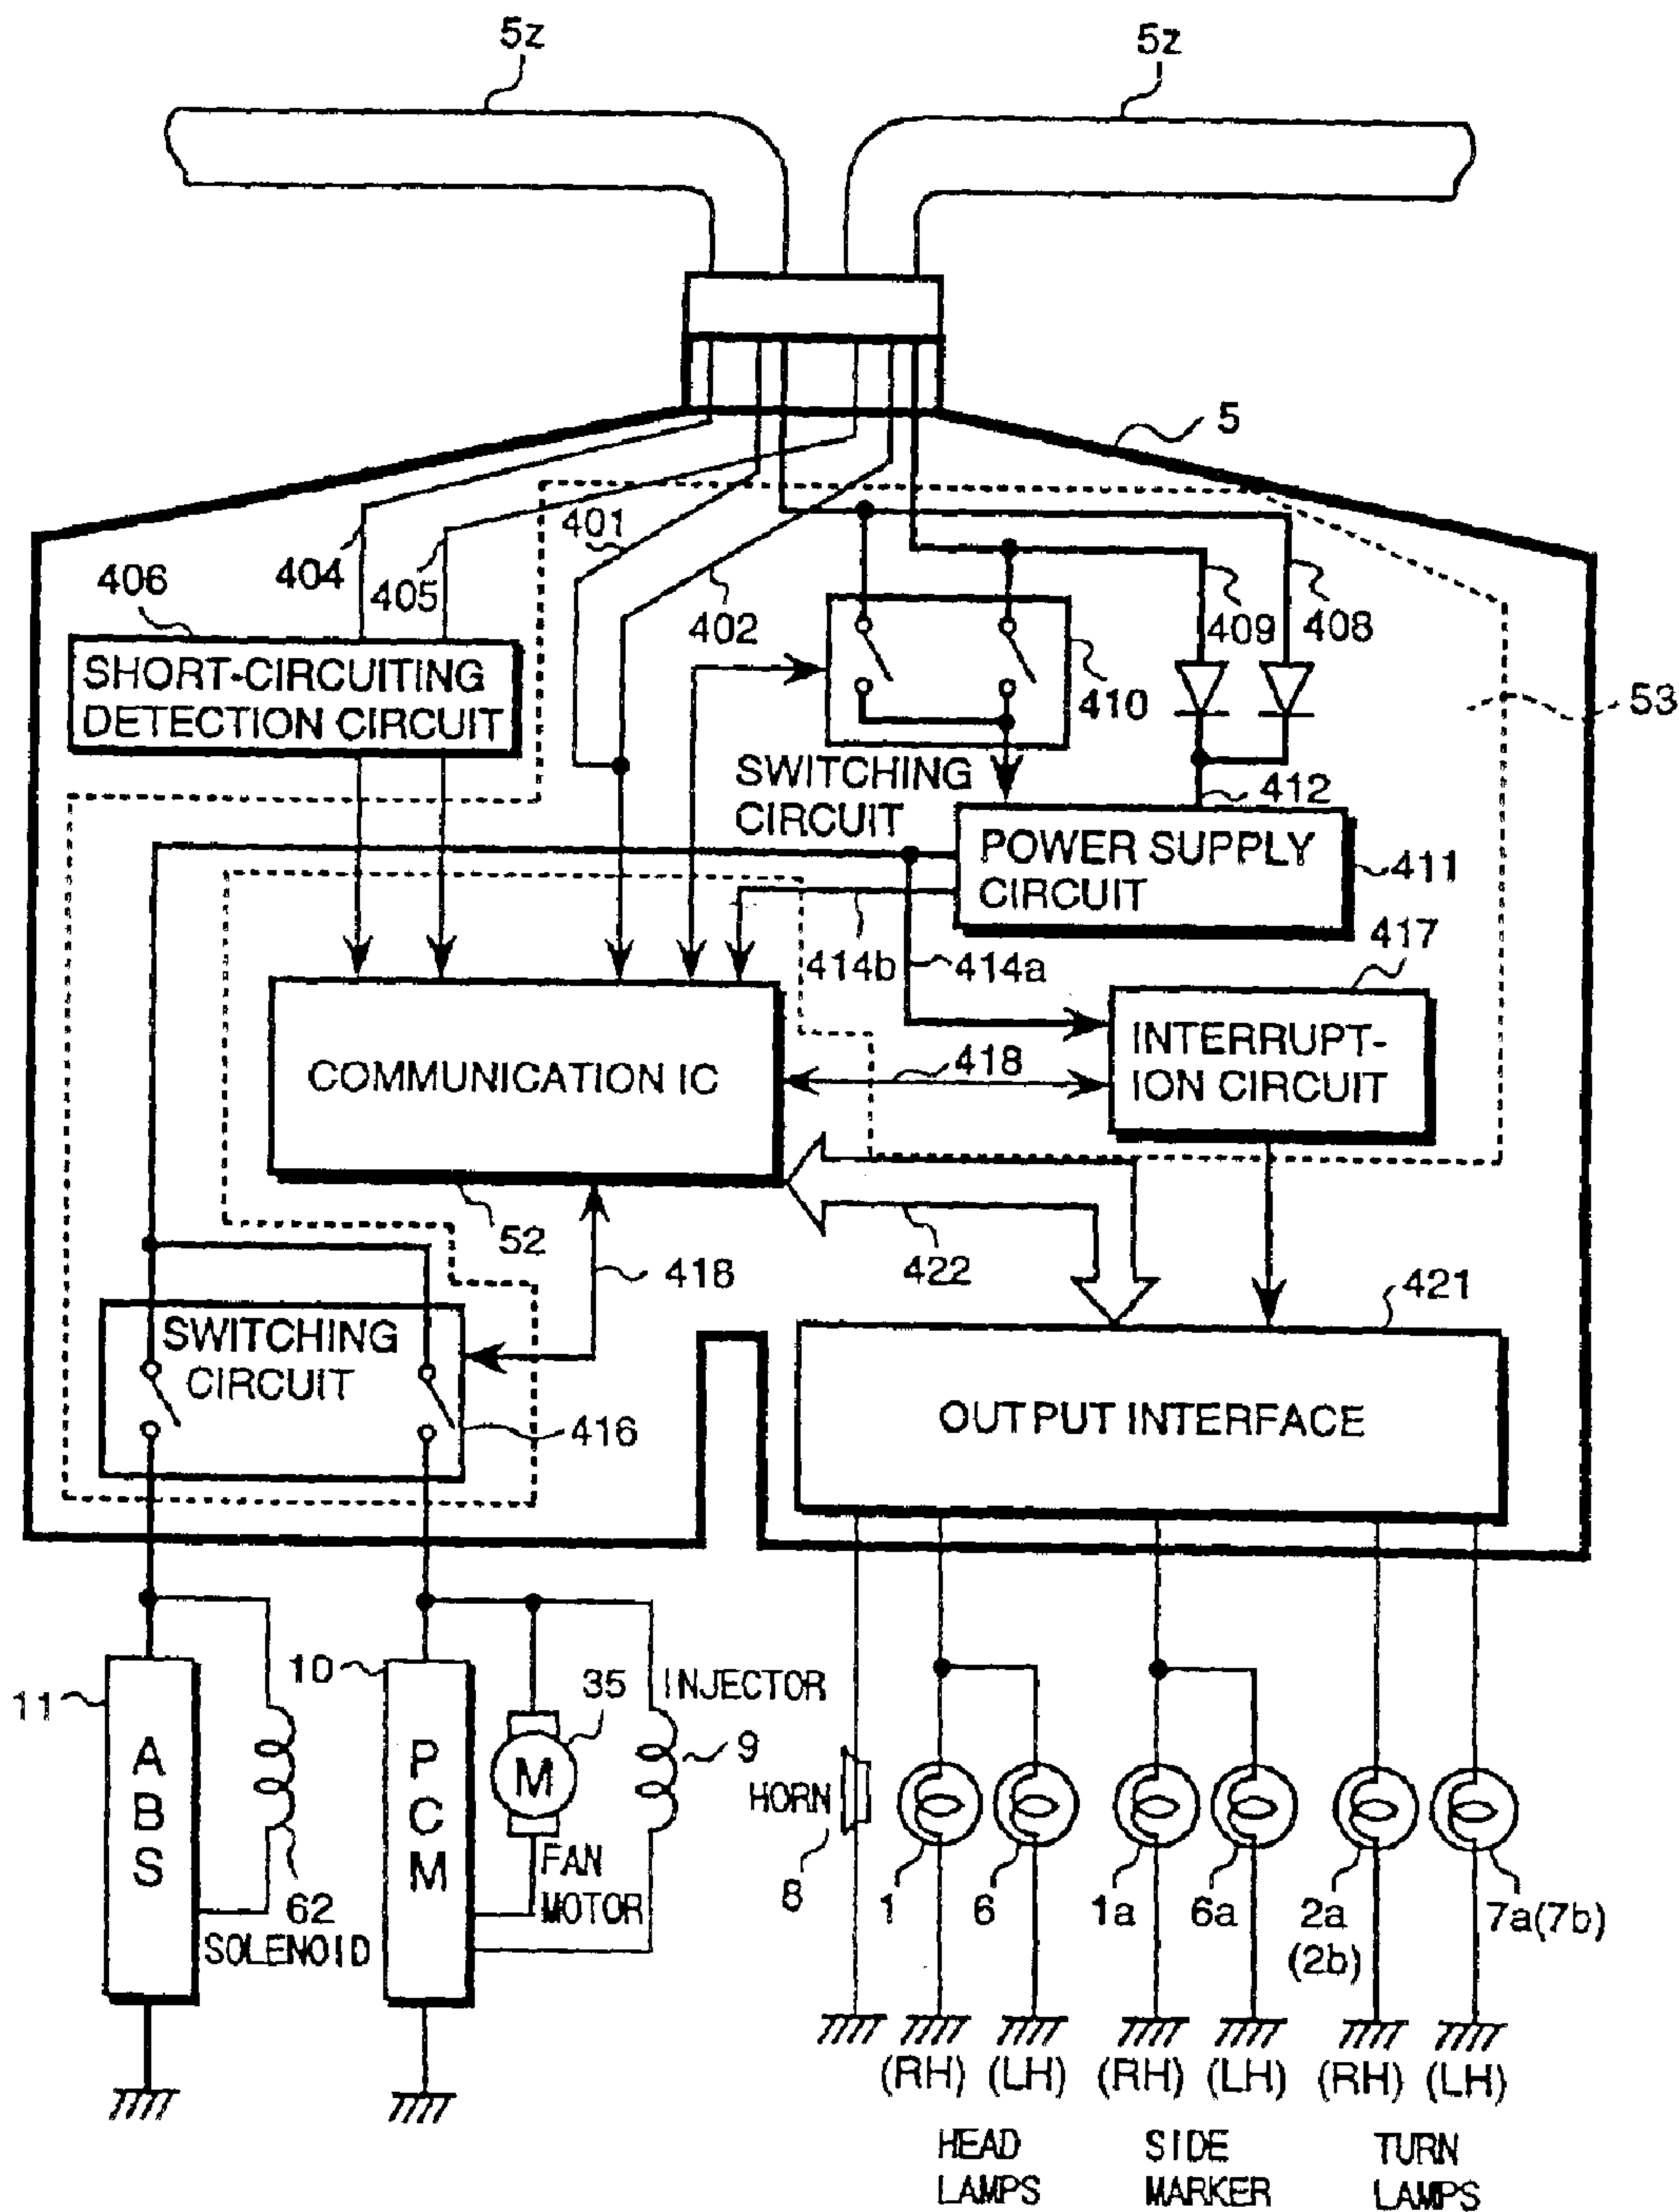 5z 5z
5
401
404
405
406
402
409 408
410
53
SHORT-CIRCUITING
DETECTION CIRCUIT
SWITCHING
CIRCUIT
412
POWER SUPPLY
CIRCUIT
411
414b 414a
417
COMMUNICATION IC
418
INTERRUPT-
ION CIRCUIT
52
418
422
421
SWITCHING
CIRCUIT
416
OUTPUT INTERFACE
11
ABS
62
SOLENOID
10
PCM
35
M
FAN
MOTOR
INJECTOR
9
HORN
8
1 6 1a 6a 2a
(2b)
7a(7b)
(RH) (LH) (RH) (LH) (RH) (LH)
HEAD
LAMPS
SIDE
MARKER
TURN
LAMPS